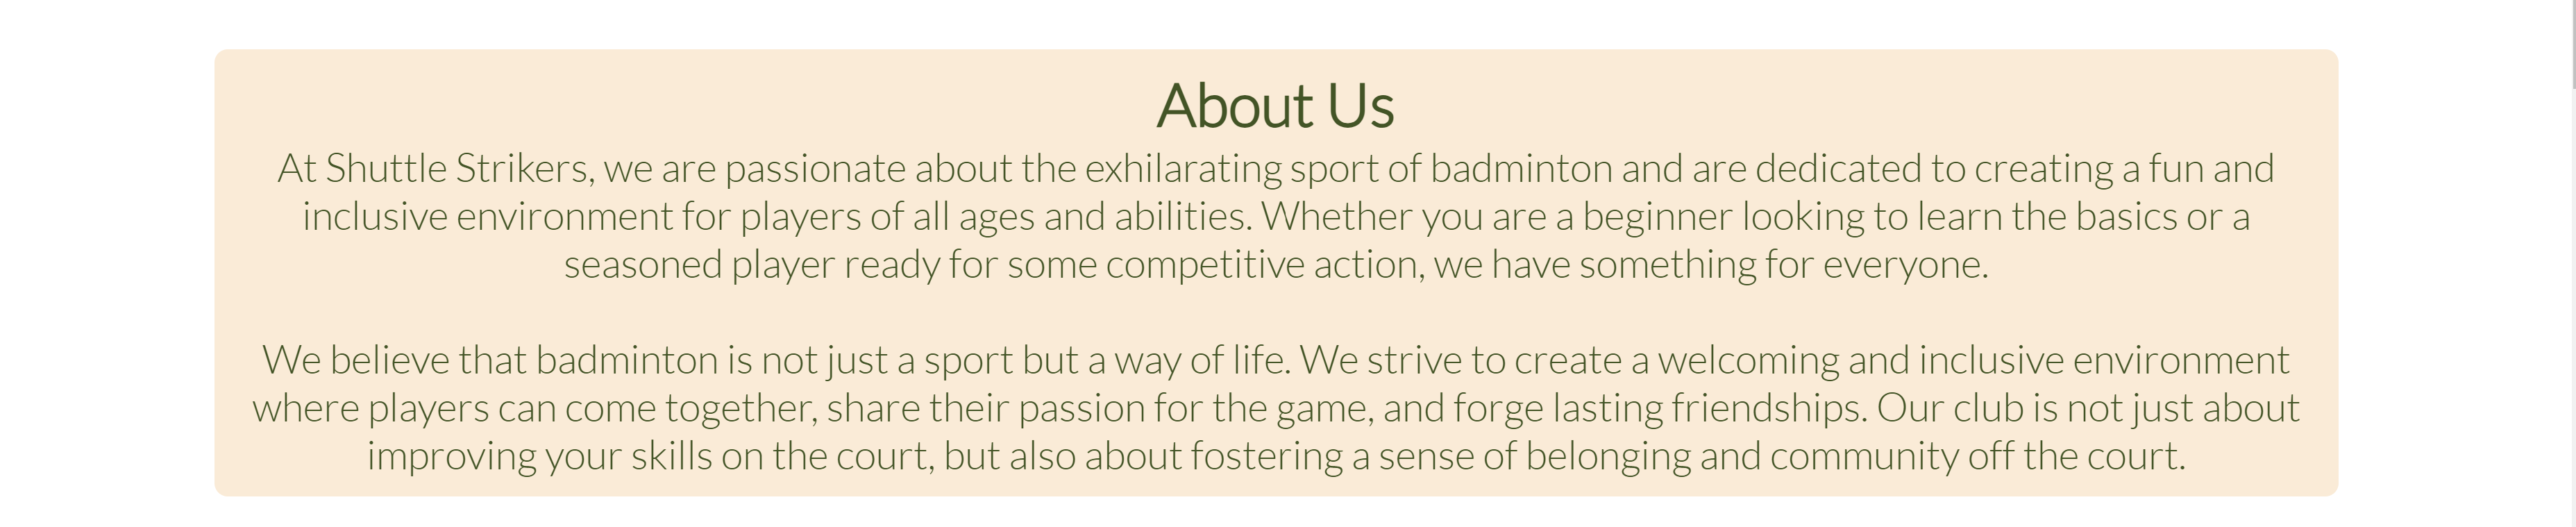 About Us
At Shuttle Strikers, we are passionate about the exhilarating sport of badminton and are dedicated to creating a fun and
inclusive environment for players of all ages and abilities. Whether you are a beginner looking to learn the basics or a
seasoned player ready for some competitive action, we have something for everyone.
We believe that badminton is not just a sport but a way of life. We strive to create a welcoming and inclusive environment
where players can come together, share their passion for the game, and forge lasting friendships. Our club is not just about
improving your skills on the court, but also about fostering a sense of belonging and community off the court.